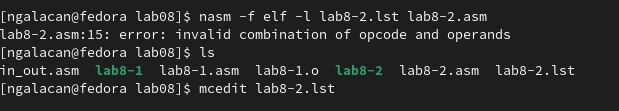 [ngalacan@fedora lab08]$ nasm -f elf -l lab8-2.lst lab8-2.asm
lab8-2.asm:15: error: invalid combination of opcode and operands
[ngalacan@fedora lab08]$ ls
in_out.asm  lab8-1  lab8-1.asm  lab8-1.o  lab8-2  lab8-2.asm  lab8-2.lst
[ngalacan@fedora lab08]$ mcedit lab8-2.lst